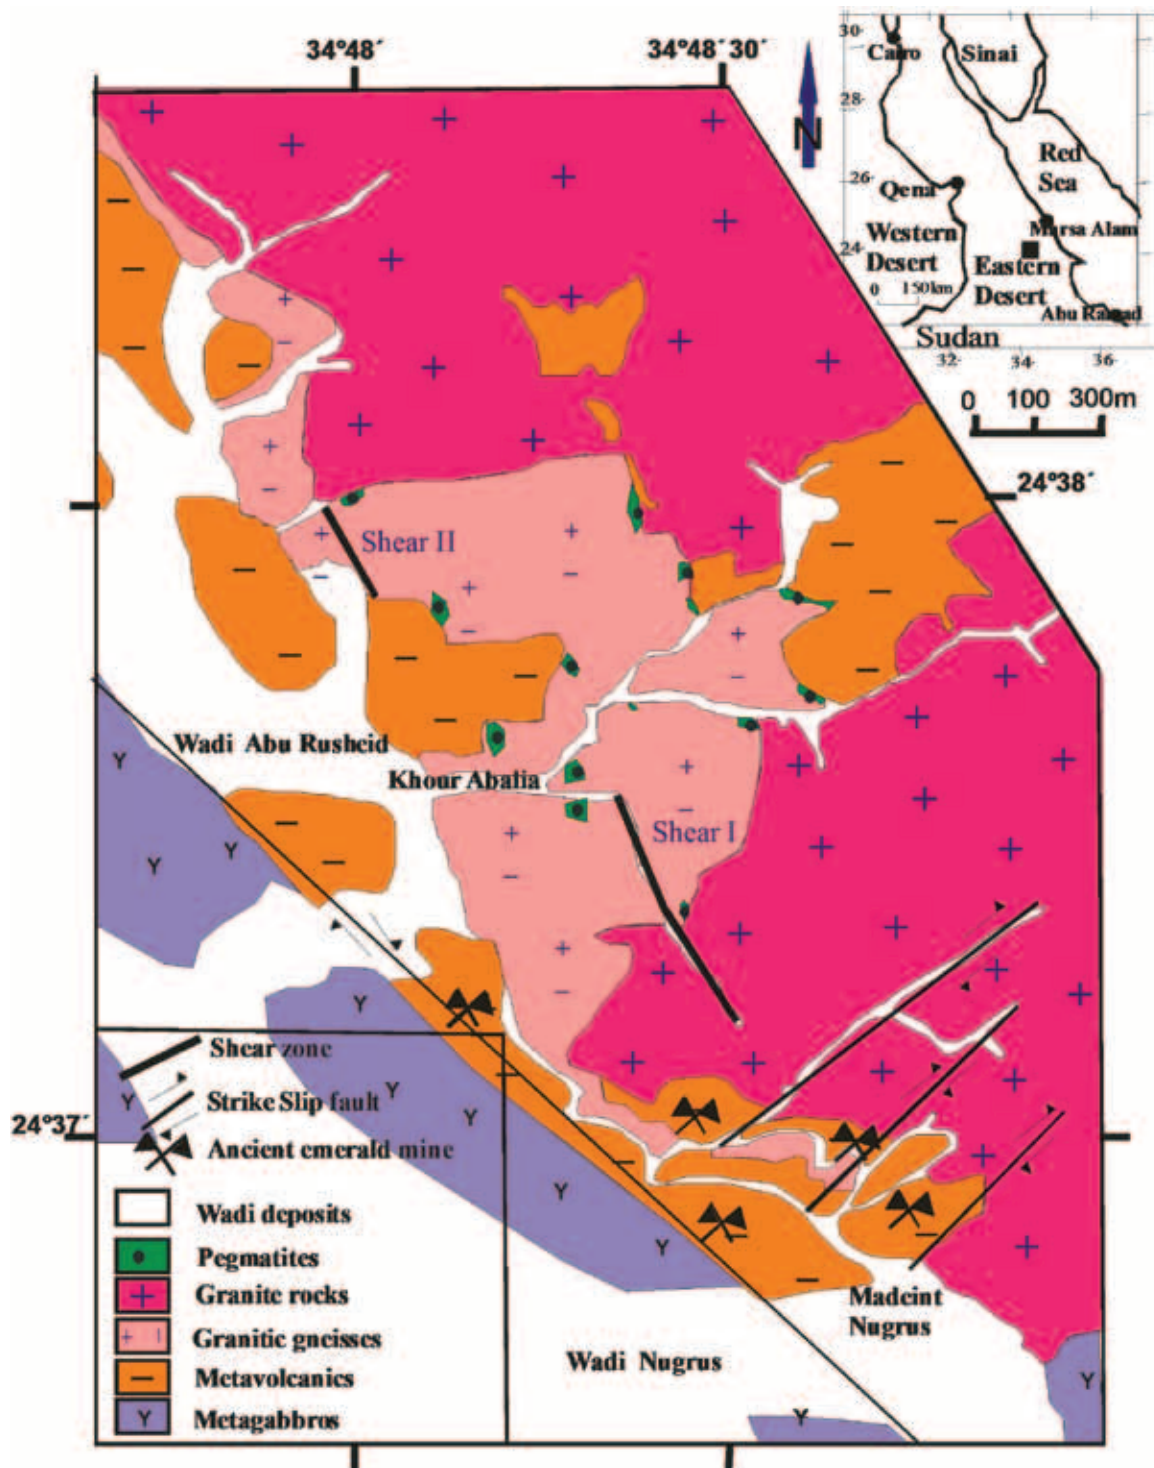 34°48´
34°48´30´
N
30-
Cairo
Sinai
28-
Red
Sea
26-
Qena
Marsa Alam
Western
Desert
24-
Eastern
Desert
0 150km
Abu Ramad
Sudan
32-
34-
36-
0 100 300m
24°38´
Shear II
Wadi Abu Rusheid
Khour Abalia
Shear I
24°37´
Shear zone
Strike Slip fault
Ancient emerald mine
Wadi deposits
Pegmatites
Granite rocks
Granitic gneisses
Metavolcanics
Metagabbros
Madeint
Nugrus
Wadi Nugrus